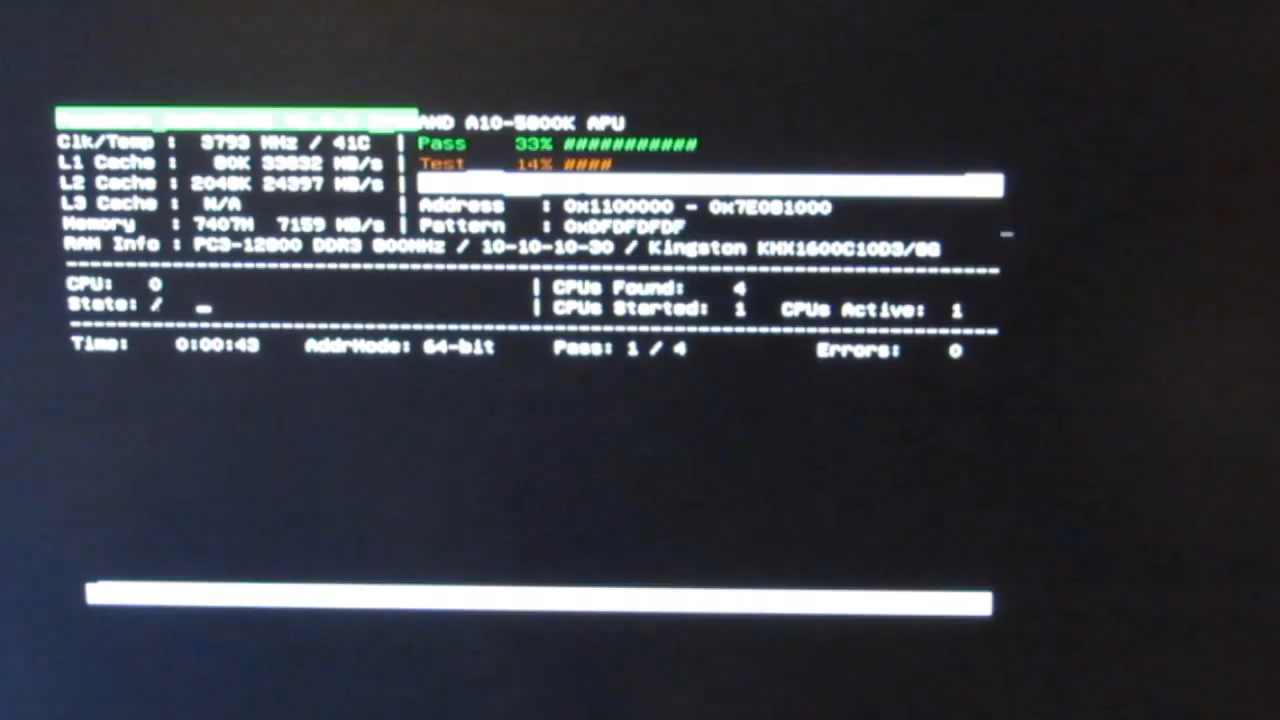 AMD A10-5800K APU
Clk/Temp : 3793 MHz / 41C | Pass 33% ###########
L1 Cache : 80K 33832 MB/s | Test 14% ####
L2 Cache : 2048K 24397 MB/s |
L3 Cache : N/A | Address : 0x1100000 - 0x7E0B1000
Memory : 7407M 7159 MB/s | Pattern : 0xDFDFDFDF
RAM Info : PC3-12800 DDR3 800MHz / 10-10-10-30 / Kingston KHX1600C10D3/8G
CPU: 0 | CPUs Found: 4
State: / | CPUs Started: 1 CPUs Active: 1
Time: 0:00:43 AddrMode: 64-bit Pass: 1 / 4 Errors: 0